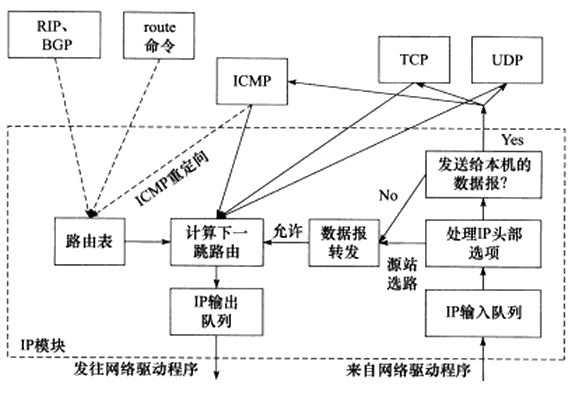 RIP、
BGP
route
命令
ICMP
TCP
UDP
ICMP重定向
Yes
发送给本机的
数据报?
No
路由表
计算下一
跳路由
允许
数据报
转发
源站
选路
处理IP头部
选项
IP输出
队列
IP输入队列
IP模块
发往网络驱动程序
来自网络驱动程序